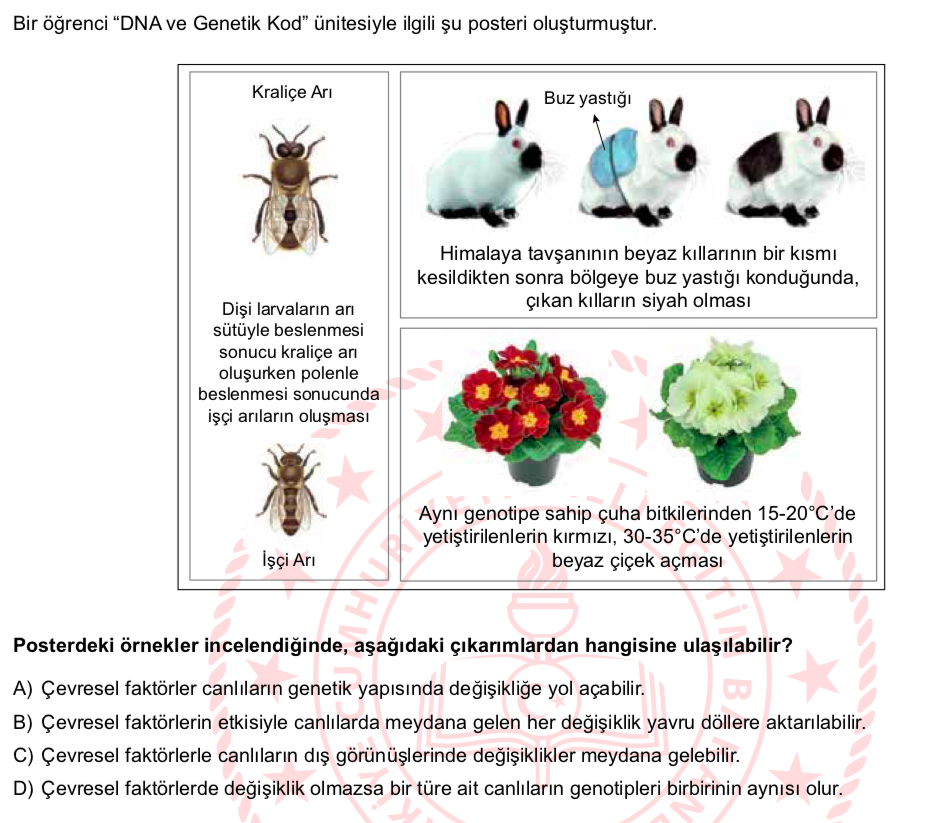 Bir öğrenci “DNA ve Genetik Kod” ünitesiyle ilgili şu posteri oluşturmuştur.
Kraliçe Arı
Dişi larvaların arı
sütüyle beslenmesi
sonucu kraliçe arı
oluşurken polenle
beslenmesi sonucunda
işçi arıların oluşması
İşçi Arı
Buz yastığı
Himalaya tavşanının beyaz kıllarının bir kısmı
kesildikten sonra bölgeye buz yastığı konduğunda,
çıkan kılların siyah olması
Aynı genotipe sahip çuha bitkilerinden 15-20°C’de
yetiştirilenlerin kırmızı, 30-35°C’de yetiştirilenlerin
beyaz çiçek açması
Posterdeki örnekler incelendiğinde, aşağıdaki çıkarımlardan hangisine ulaşılabilir?
A) Çevresel faktörler canlıların genetik yapısında değişikliğe yol açabilir.
B) Çevresel faktörlerin etkisiyle canlılarda meydana gelen her değişiklik yavru döllere aktarılabilir.
C) Çevresel faktörlerle canlıların dış görünüşlerinde değişiklikler meydana gelebilir.
D) Çevresel faktörlerde değişiklik olmazsa bir türe ait canlıların genotipleri birbirinin aynısı olur.